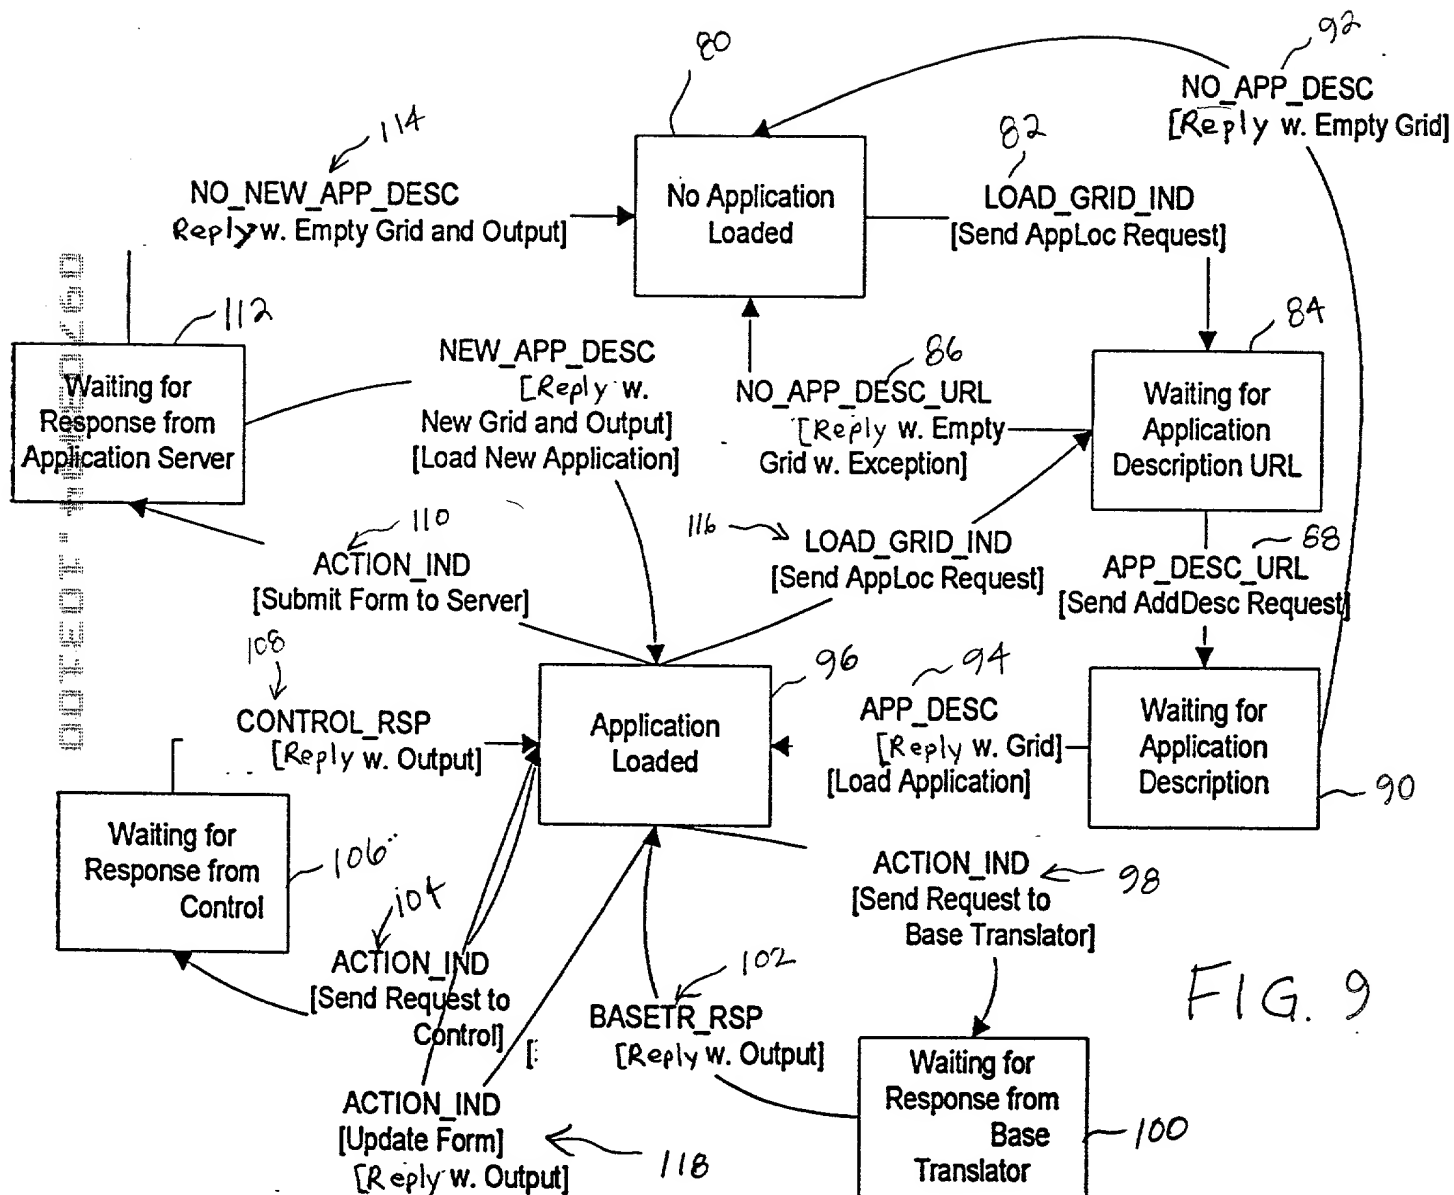 92
80
NO_APP_DESC
[Reply w. Empty Grid]
114
82
NO_NEW_APP_DESC
Reply w. Empty Grid and Output]
No Application
Loaded
LOAD_GRID_IND
[Send AppLoc Request]
112
84
NEW_APP_DESC
[Reply w.
New Grid and Output]
[Load New Application]
86
NO_APP_DESC_URL
[Reply w. Empty
Grid w. Exception]
Waiting for
Response from
Application Server
Waiting for
Application
Description URL
110
ACTION_IND
[Submit Form to Server]
116
LOAD_GRID_IND
[Send AppLoc Request]
88
APP_DESC_URL
[Send AddDesc Request]
108
CONTROL_RSP
[Reply w. Output]
96
Application
Loaded
94
APP_DESC
[Reply w. Grid]
[Load Application]
Waiting for
Application
Description
90
Waiting for
Response from
Control
106
104
ACTION_IND
[Send Request to
Control]
[
ACTION_IND
[Send Request to
Base Translator]
98
102
BASETR_RSP
[Reply w. Output]
FIG. 9
ACTION_IND
[Update Form]
[Reply w. Output]
118
Waiting for
Response from
Base
Translator
100